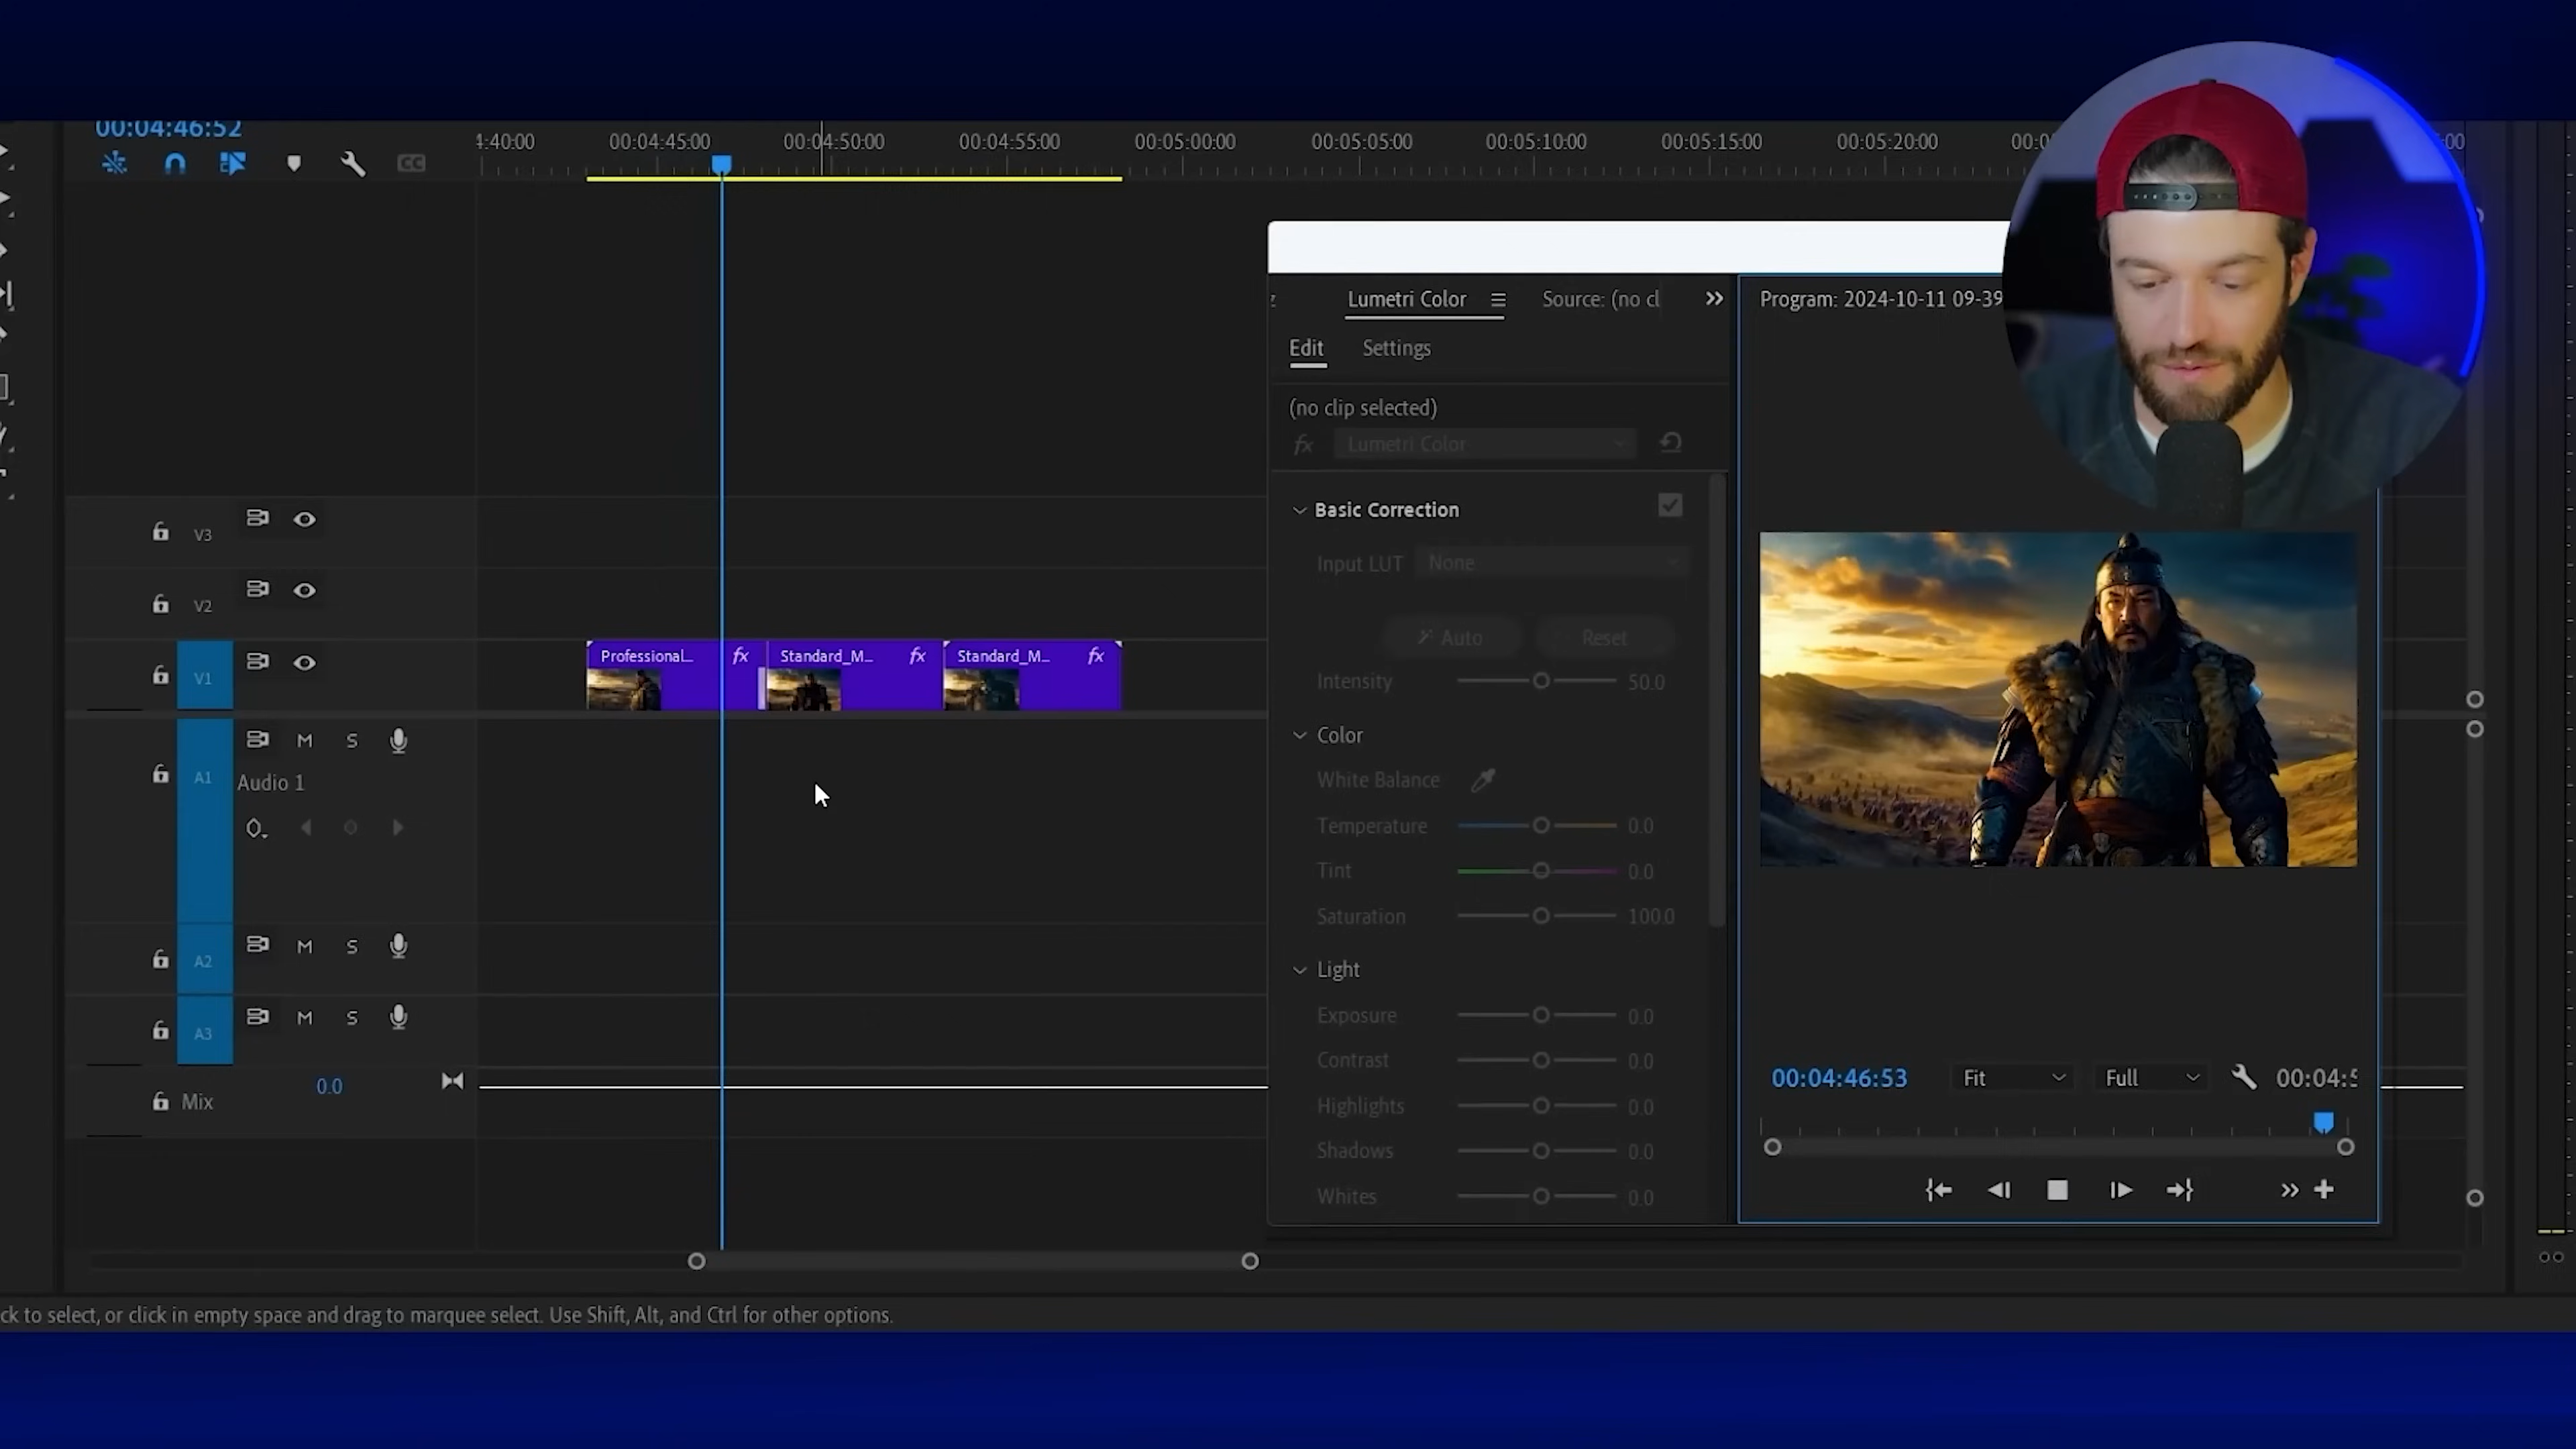 00:04:46:52
4:40:00 00:04:45:00 00:04:50:00 00:04:55:00 00:05:00:00 00:05:05:00 00:05:10:00 00:05:15:00 00:05:20:00 00:0 :00
CC
Lumetri Color Source: (no cl Program: 2024-10-11 09-39
Edit Settings
(no clip selected)
fx Lumetri Color
Basic Correction
V3
Input LUT None
V2
Auto Reset
Professional... fx Standard_M... fx Standard_M... fx
V1
Intensity 50.0
Color
M S
A1
Audio 1
White Balance
Temperature 0.0
Tint 0.0
Saturation 100.0
A2 M S
Light
A3 M S
Exposure 0.0
Contrast 0.0
0.0
Mix
00:04:46:53 Fit Full 00:04:5
Highlights 0.0
Shadows 0.0
Whites 0.0
ck to select, or click in empty space and drag to marquee select. Use Shift, Alt, and Ctrl for other options.